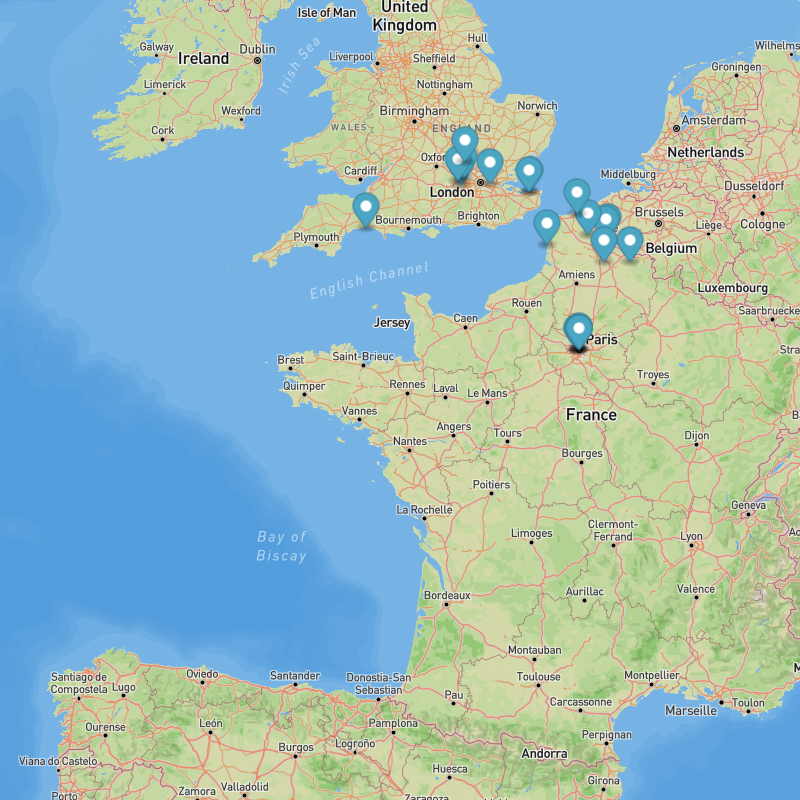 Isle of Man
United
Kingdom
Hull
Wilhelms
Galway
Dublin
Ireland
Irish Sea
Liverpool
Sheffield
Groningen
Limerick
Nottingham
Wexford
Birmingham
Norwich
Amsterdam
Cork
WALES
ENGLAND
Netherlands
Oxfor
Cardiff
Middelburg
London
Dusseldorf
Bournemouth
Brighton
Brussels
Liège
Cologne
Plymouth
Belgium
English Channel
Amiens
Luxembourg
Rouen
Jersey
Caen
Saarbruecke
Paris
Stra
Brest
Saint-Brieuc
Quimper
Rennes
Laval
Le Mans
Troyes
Vannes
France
Angers
Tours
Dijon
Nantes
Bourges
B
Poitiers
La Rochelle
Geneva
Bay of
Biscay
Limoges
Clermont-
Ferrand
Lyon
Ao
Bordeaux
Aurillac
Valence
Montauban
Santiago de
Compostela
Lugo
Oviedo
Santander
Donostia-San
Sebastian
Toulouse
Montpellier
M
Pau
Carcassonne
Marseille
Toulon
Ourense
León
Pamplona
Perpignan
Burgos
Logroño
Andorra
Viana do Castelo
Huesca
Girona
Porto
Zamora
Valladolid
Zaragoza